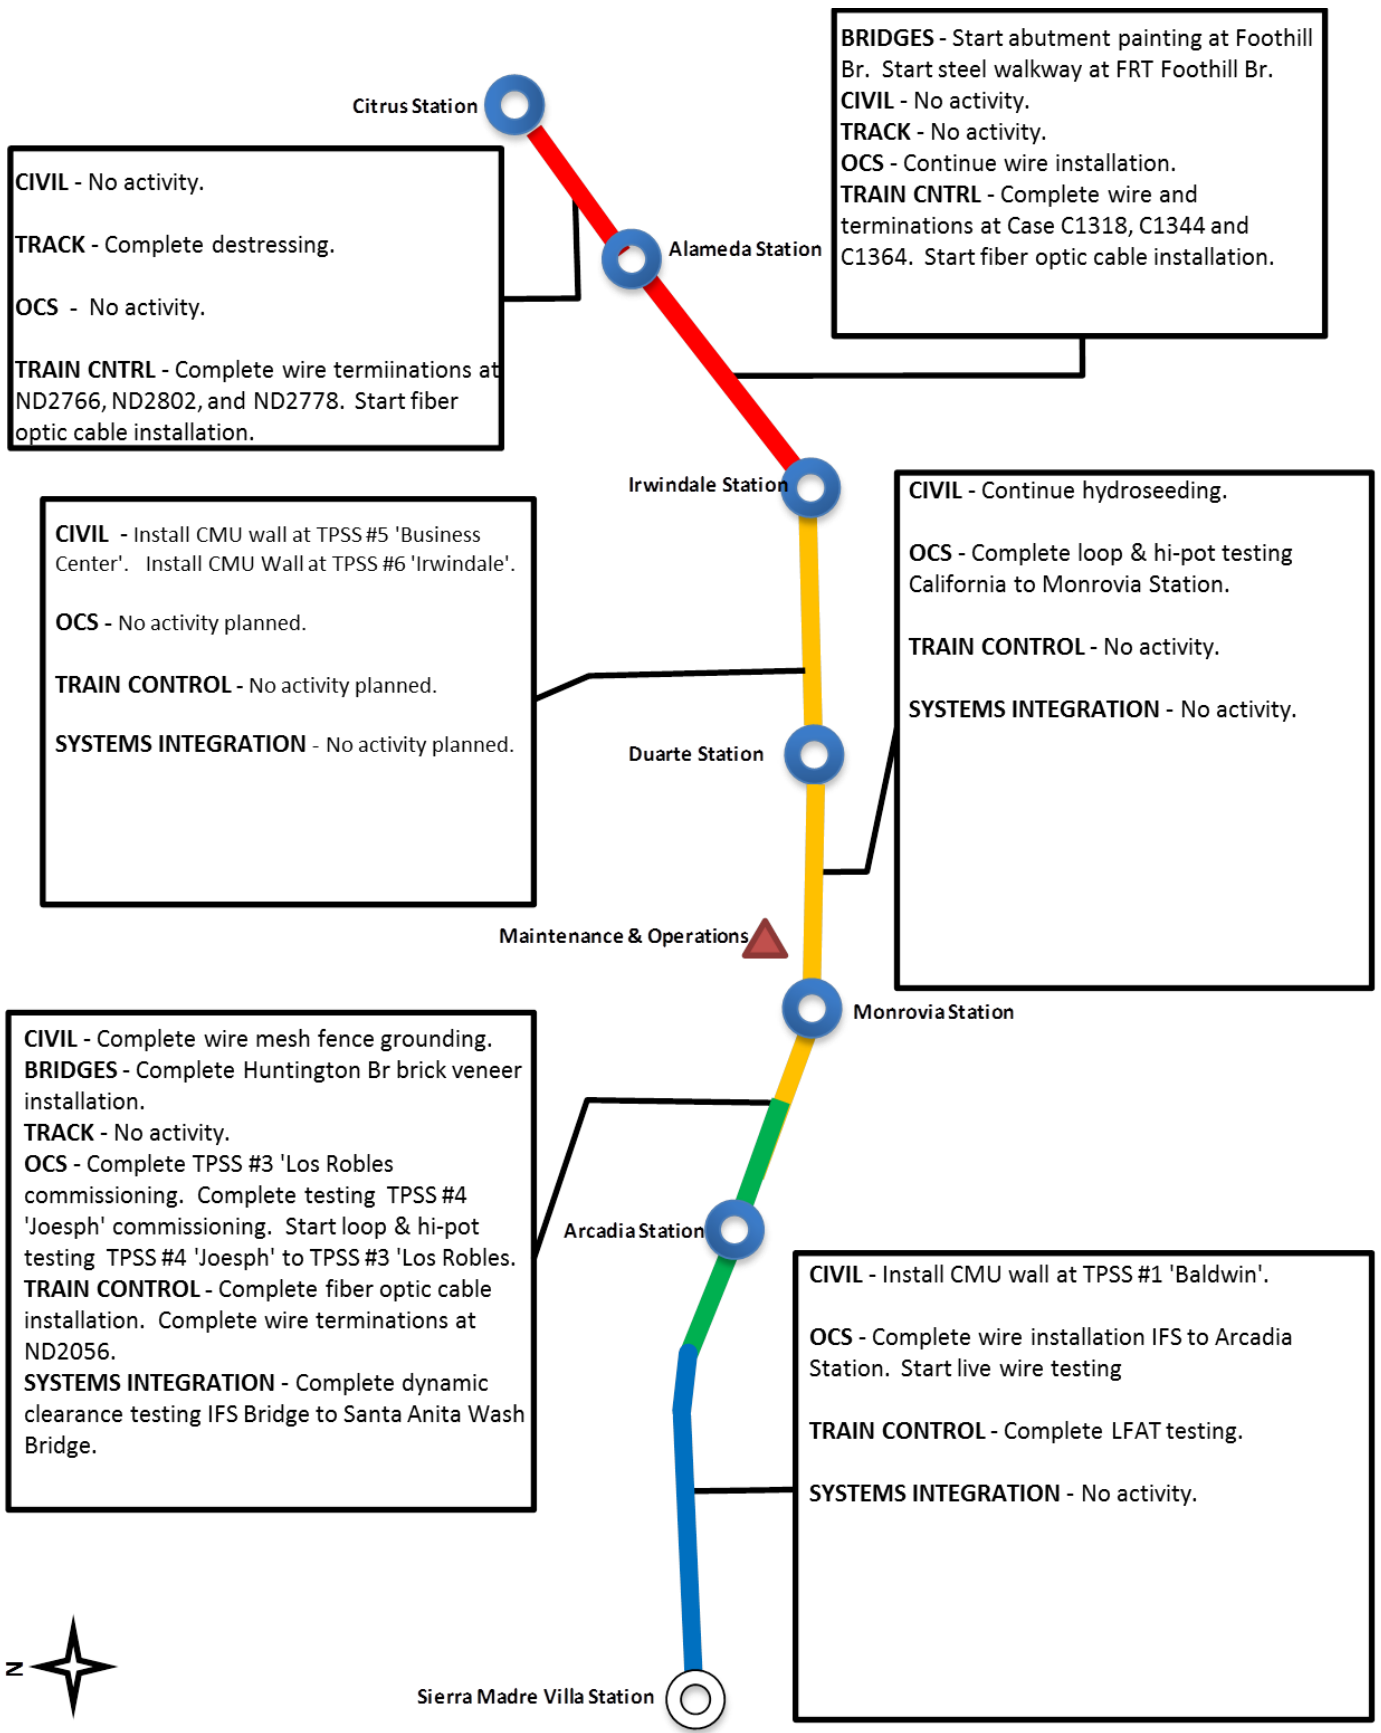 Citrus Station
BRIDGES - Start abutment painting at Foothill
Br.  Start steel walkway at FRT Foothill Br.
CIVIL - No activity.
TRACK - No activity.
OCS - Continue wire installation.
TRAIN CNTRL - Complete wire and
terminations at Case C1318, C1344 and
C1364.  Start fiber optic cable installation.
CIVIL - No activity.
TRACK - Complete destressing.
OCS  -  No activity.
TRAIN CNTRL - Complete wire termiinations at
ND2766, ND2802, and ND2778.  Start fiber
optic cable installation.
Alameda Station
Irwindale Station
CIVIL  - Install CMU wall at TPSS #5 'Business
Center'.   Install CMU Wall at TPSS #6 'Irwindale'.
OCS - No activity planned.
TRAIN CONTROL - No activity planned.
SYSTEMS INTEGRATION - No activity planned.
CIVIL - Continue hydroseeding.
OCS - Complete loop & hi-pot testing
California to Monrovia Station.
TRAIN CONTROL - No activity.
SYSTEMS INTEGRATION - No activity.
Duarte Station
Maintenance & Operations
Monrovia Station
CIVIL - Complete wire mesh fence grounding.
BRIDGES - Complete Huntington Br brick veneer
installation.
TRACK - No activity.
OCS - Complete TPSS #3 'Los Robles
commissioning.  Complete testing  TPSS #4
'Joesph' commissioning.  Start loop & hi-pot
testing  TPSS #4 'Joesph' to TPSS #3 'Los Robles.
TRAIN CONTROL - Complete fiber optic cable
installation.  Complete wire terminations at
ND2056.
SYSTEMS INTEGRATION - Complete dynamic
clearance testing IFS Bridge to Santa Anita Wash
Bridge.
Arcadia Station
CIVIL - Install CMU wall at TPSS #1 'Baldwin'.
OCS - Complete wire installation IFS to Arcadia
Station.  Start live wire testing
TRAIN CONTROL - Complete LFAT testing.
SYSTEMS INTEGRATION - No activity.
N
Sierra Madre Villa Station